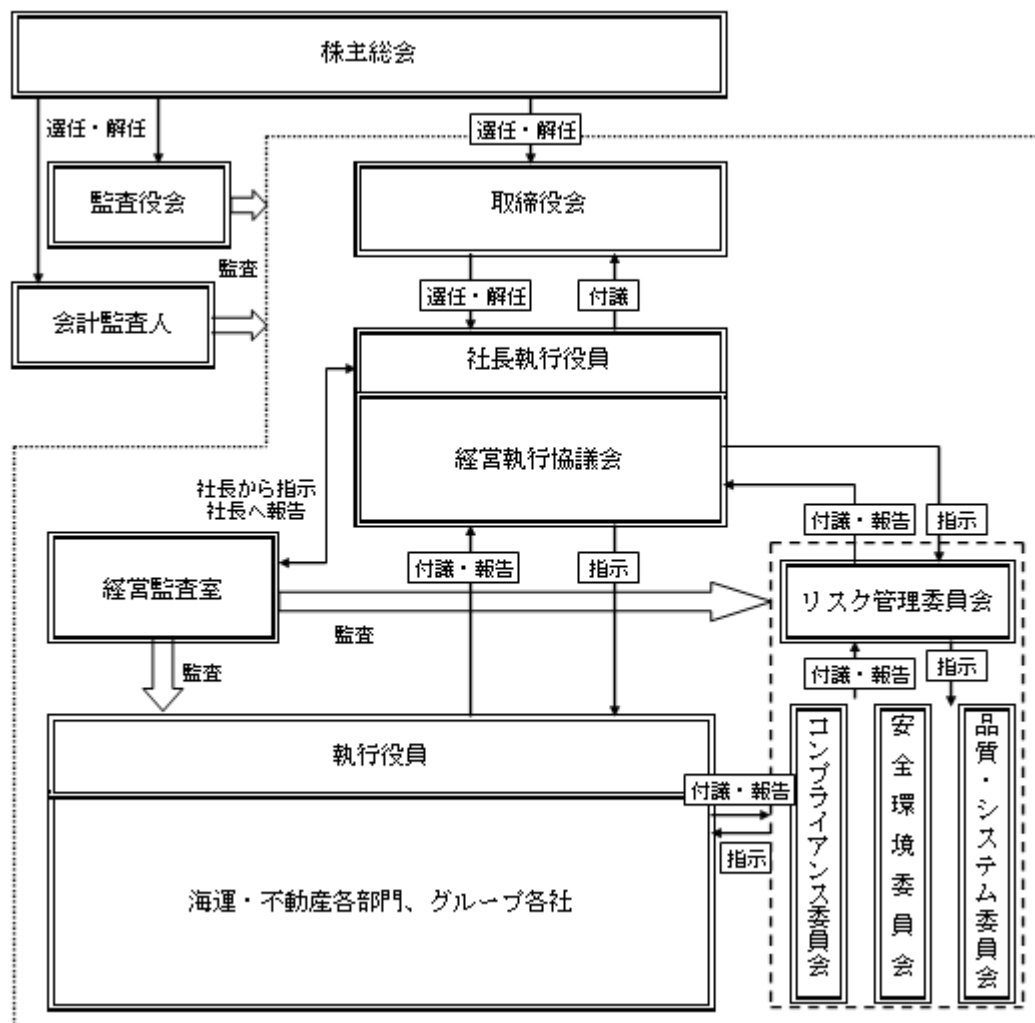 株主総会
選任・解任
選任・解任
監査役会
取締役会
監査
選任・解任
付議
会計監査人
社長執行役員
経営執行協議会
社長から指示
社長へ報告
付議・報告
指示
付議・報告
指示
経営監査室
リスク管理委員会
監査
監査
付議・報告
指示
執行役員
コンプライアンス委員会
安全環境委員会
品質・システム委員会
付議・報告
指示
海運・不動産各部門、グループ各社